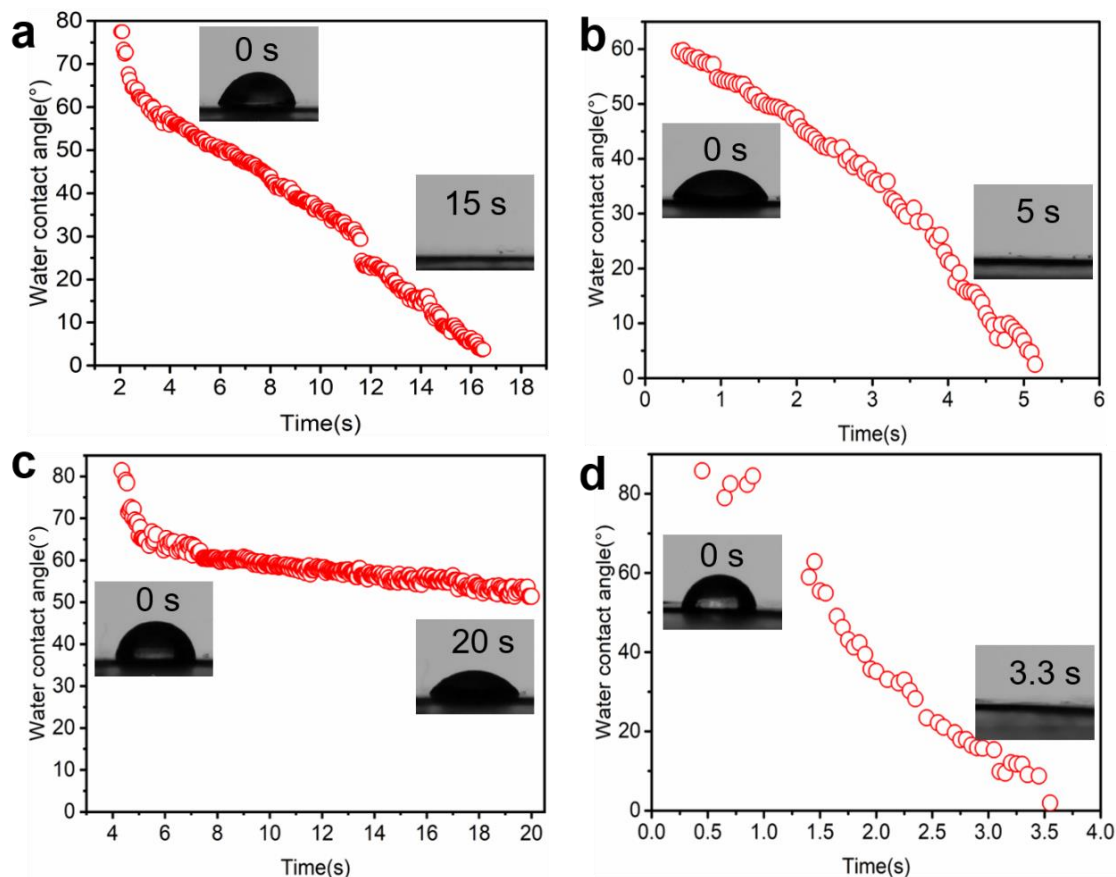 a
80
70
60
50
40
30
20
10
0
Water contact angle(°)
0 s
15 s
2 4 6 8 10 12 14 16 18
Time(s)
b
60
50
40
30
20
10
0
Water contact angle(°)
0 s
5 s
0 1 2 3 4 5 6
Time(s)
c
80
70
60
50
40
30
20
10
0
Water contact angle(°)
0 s
20 s
4 6 8 10 12 14 16 18 20
Time(s)
d
80
60
40
20
0
Water contact angle(°)
0 s
3.3 s
0.0 0.5 1.0 1.5 2.0 2.5 3.0 3.5 4.0
Time(s)